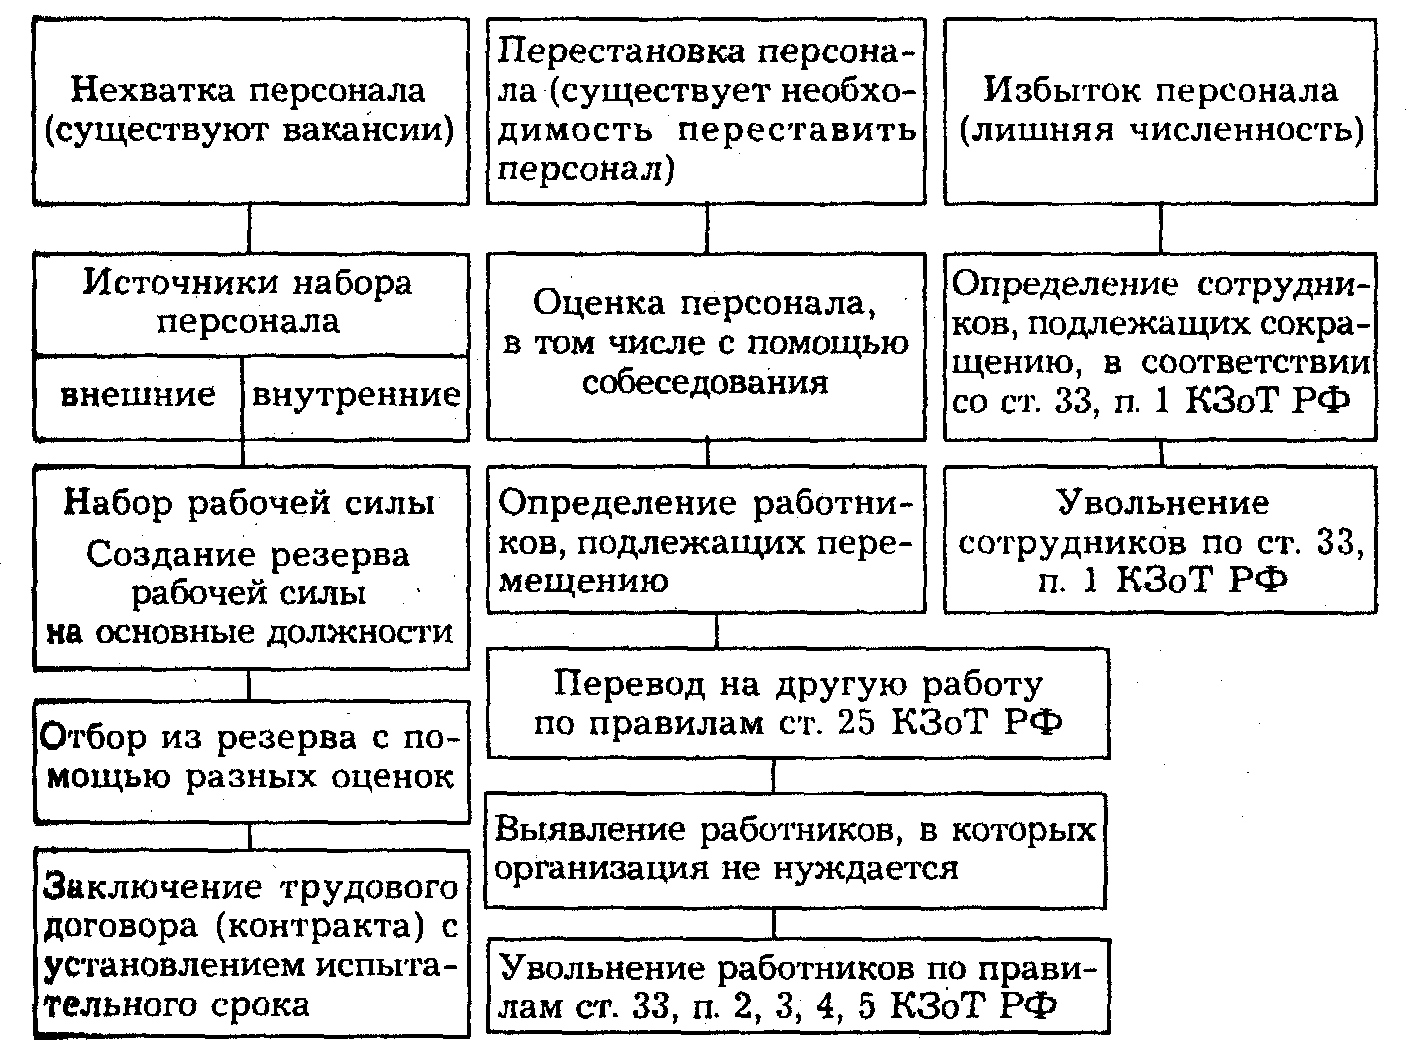 Нехватка персонала
(существуют вакансии)
Источники набора
персонала
внешние
внутренние
Набор рабочей силы
Создание резерва
рабочей силы
на основные должности
Отбор из резерва с по-
мощью разных оценок
Заключение трудового
договора (контракта) с
установлением испыта-
тельного срока
Перестановка персона-
ла (существует необхо-
димость переставить
персонал)
Оценка персонала,
в том числе с помощью
собеседования
Определение работни-
ков, подлежащих пере-
мещению
Перевод на другую работу
по правилам ст. 25 КЗоТ РФ
Выявление работников, в которых
организация не нуждается
Увольнение работников по прави-
лам ст. 33, п. 2, 3, 4, 5 КЗоТ РФ
Избыток персонала
(лишняя численность)
Определение сотрудни-
ков, подлежащих сокра-
щению, в соответствии
со ст. 33, п. 1 КЗоТ РФ
Увольнение
сотрудников по ст. 33,
п. 1 КЗоТ РФ